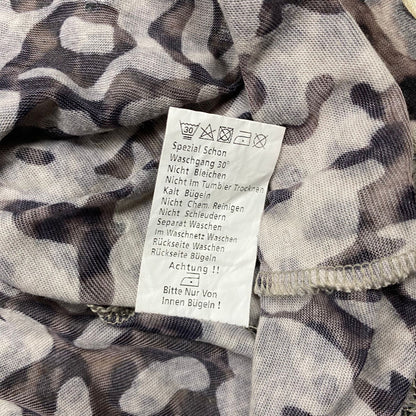 30
Spezial Schon
Waschgang 30°
Nicht Bleichen
Nicht Im Tumbler Trocknen
Kalt Bügeln
Nicht Chem. Reinigen
Nicht Schleudern
Separat Waschen
Im Waschnetz Waschen
Rückseite Waschen
Rückseite Bügeln
Achtung !!
Bitte Nur Von
Innen Bügeln !